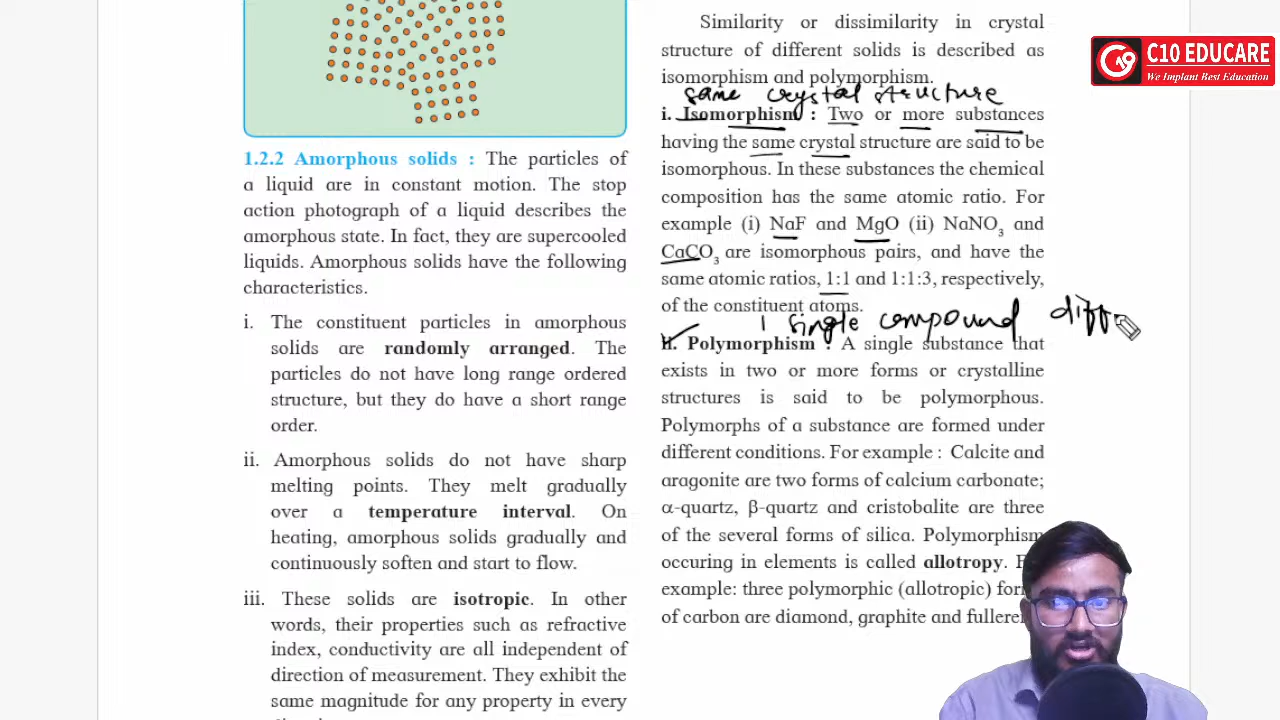 1.2.2 Amorphous solids : The particles of
a liquid are in constant motion. The stop
action photograph of a liquid describes the
amorphous state. In fact, they are supercooled
liquids. Amorphous solids have the following
characteristics.
i. The constituent particles in amorphous
solids are randomly arranged. The
particles do not have long range ordered
structure, but they do have a short range
order.
ii. Amorphous solids do not have sharp
melting points. They melt gradually
over a temperature interval. On
heating, amorphous solids gradually and
continuously soften and start to flow.
iii. These solids are isotropic. In other
words, their properties such as refractive
index, conductivity are all independent of
direction of measurement. They exhibit the
same magnitude for any property in every
Similarity or dissimilarity in crystal
structure of different solids is described as
isomorphism and polymorphism.
same crystal structure
i. Isomorphism : Two or more substances
having the same crystal structure are said to be
isomorphous. In these substances the chemical
composition has the same atomic ratio. For
example (i) NaF and MgO (ii) NaNO₃ and
CaCO₃ are isomorphous pairs, and have the
same atomic ratios, 1:1 and 1:1:3, respectively,
of the constituent atoms.
1 single compound diff
ii. Polymorphism : A single substance that
exists in two or more forms or crystalline
structures is said to be polymorphous.
Polymorphs of a substance are formed under
different conditions. For example : Calcite and
aragonite are two forms of calcium carbonate;
α-quartz, β-quartz and cristobalite are three
of the several forms of silica. Polymorphism
occuring in elements is called allotropy.
example: three polymorphic (allotropic)
of carbon are diamond, graphite and
C10 EDUCARE
We Implant Best Education